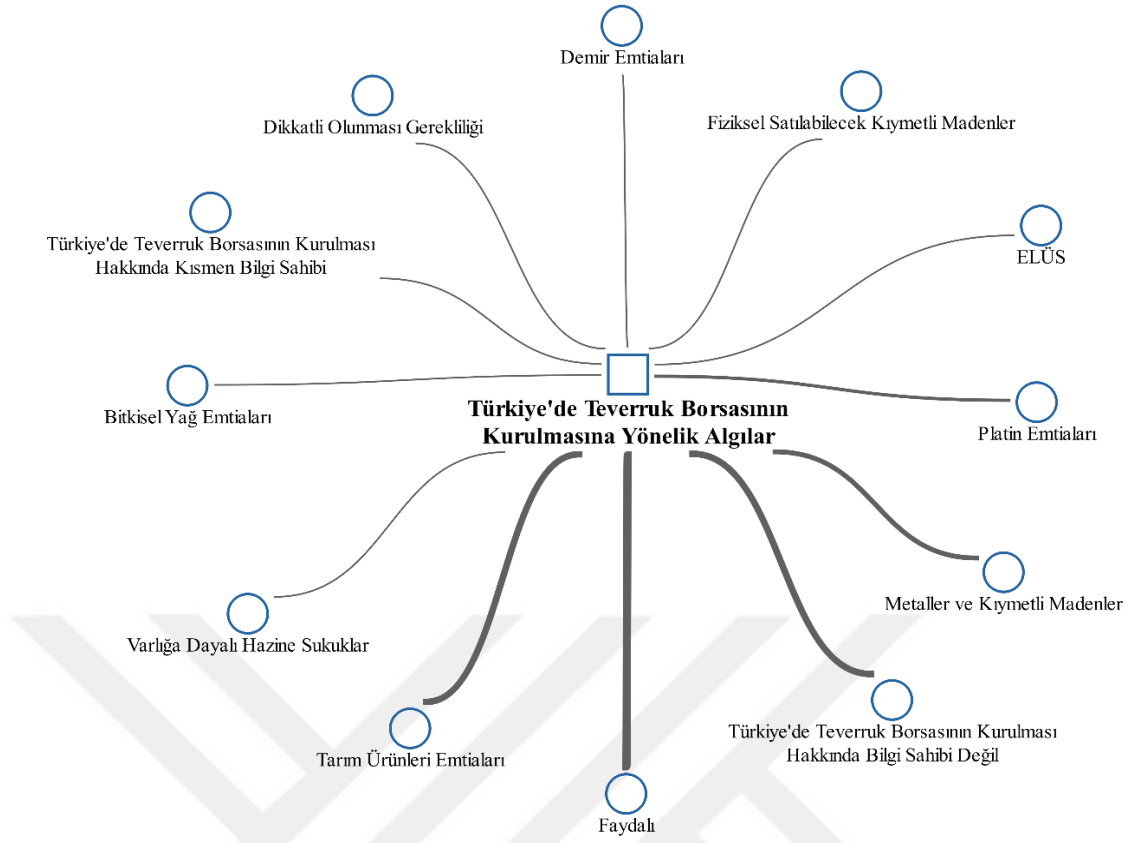 Demir Emtiaları
Dikkatli Olunması Gerekliliği
Fiziksel Satılabilecek Kıymetli Madenler
Türkiye'de Teverruk Borsasının Kurulması
Hakkında Kısmen Bilgi Sahibi
ELÜS
Bitkisel Yağ Emtiaları
Türkiye'de Teverruk Borsasının
Kurulmasına Yönelik Algılar
Platin Emtiaları
Metaller ve Kıymetli Madenler
Varlığa Dayalı Hazine Sukuklar
Türkiye'de Teverruk Borsasının Kurulması
Hakkında Bilgi Sahibi Değil
Tarım Ürünleri Emtiaları
Faydalı